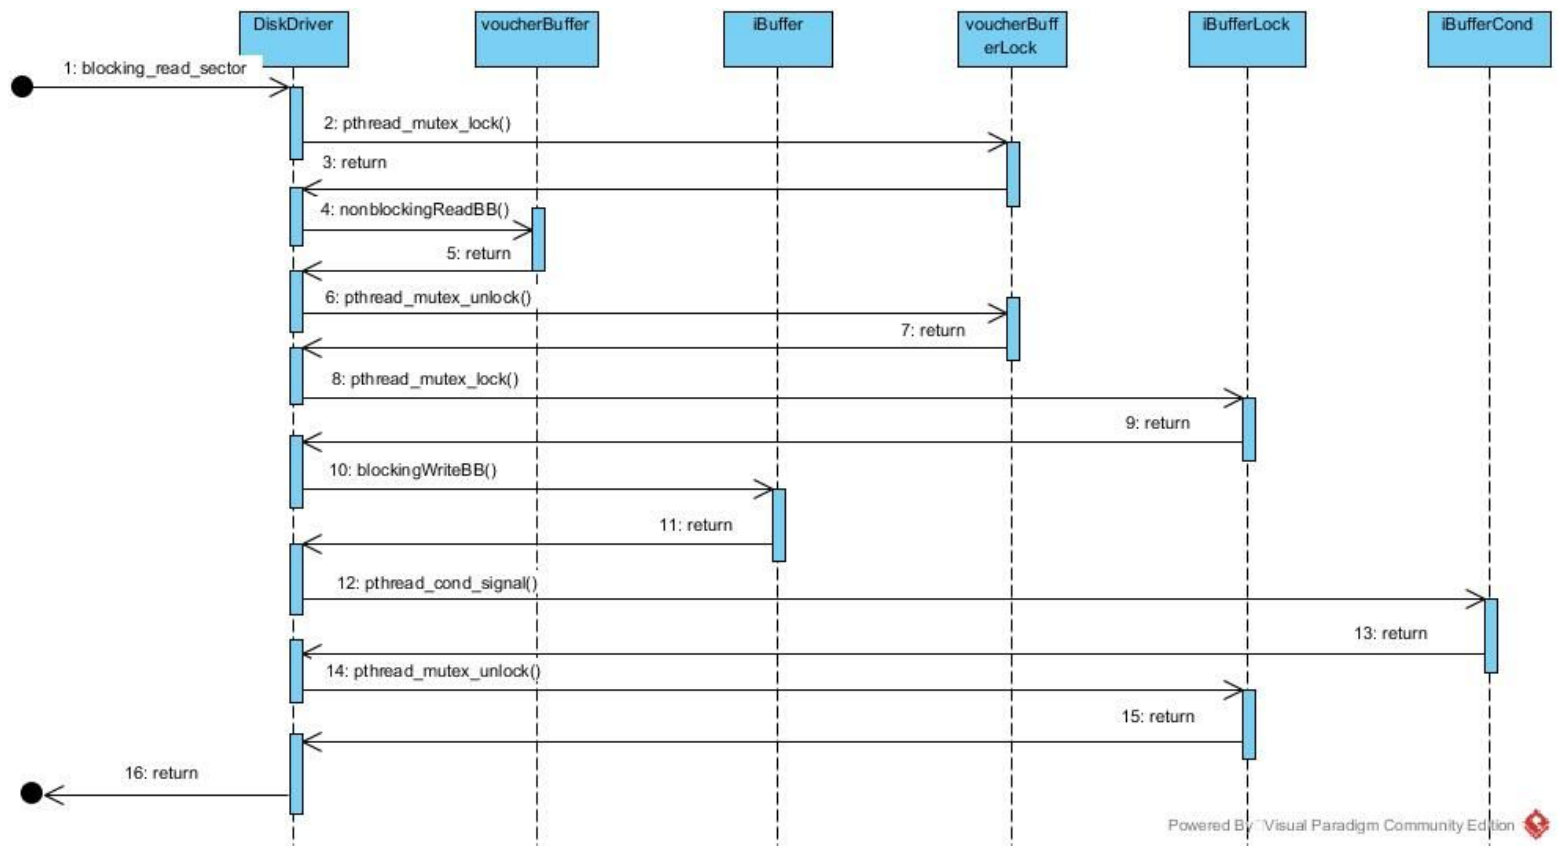 DiskDriver
voucherBuffer
iBuffer
voucherBuff
erLock
iBufferLock
iBufferCond
1: blocking_read_sector
2: pthread_mutex_lock()
3: return
4: nonblockingReadBB()
5: return
6: pthread_mutex_unlock()
7: return
8: pthread_mutex_lock()
9: return
10: blockingWriteBB()
11: return
12: pthread_cond_signal()
13: return
14: pthread_mutex_unlock()
15: return
16: return
Powered By Visual Paradigm Community Edition